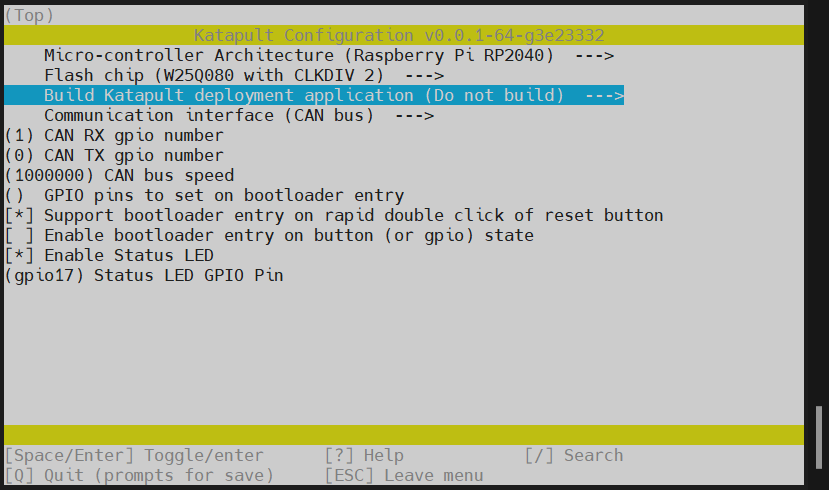 (Top)
Katapult Configuration v0.0.1-64-g3e23332
Micro-controller Architecture (Raspberry Pi RP2040)  --->
Flash chip (W25Q080 with CLKDIV 2)  --->
Build Katapult deployment application (Do not build)  --->
Communication interface (CAN bus)  --->
(1) CAN RX gpio number
(0) CAN TX gpio number
(1000000) CAN bus speed
()  GPIO pins to set on bootloader entry
[*] Support bootloader entry on rapid double click of reset button
[ ] Enable bootloader entry on button (or gpio) state
[*] Enable Status LED
(gpio17) Status LED GPIO Pin
[Space/Enter] Toggle/enter      [?] Help            [/] Search
[Q] Quit (prompts for save)     [ESC] Leave menu